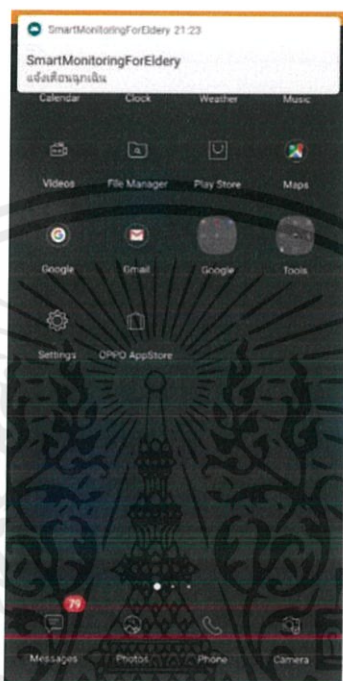 SmartMonitoringForEldery 21:23
SmartMonitoringForEldery
แจ้งเตือนฉุกเฉิน
Calendar Clock Weather Music
Videos File Manager Play Store Maps
Google Gmail Google Tools
Settings OPPO AppStore
79
Messages Photos Phone Camera